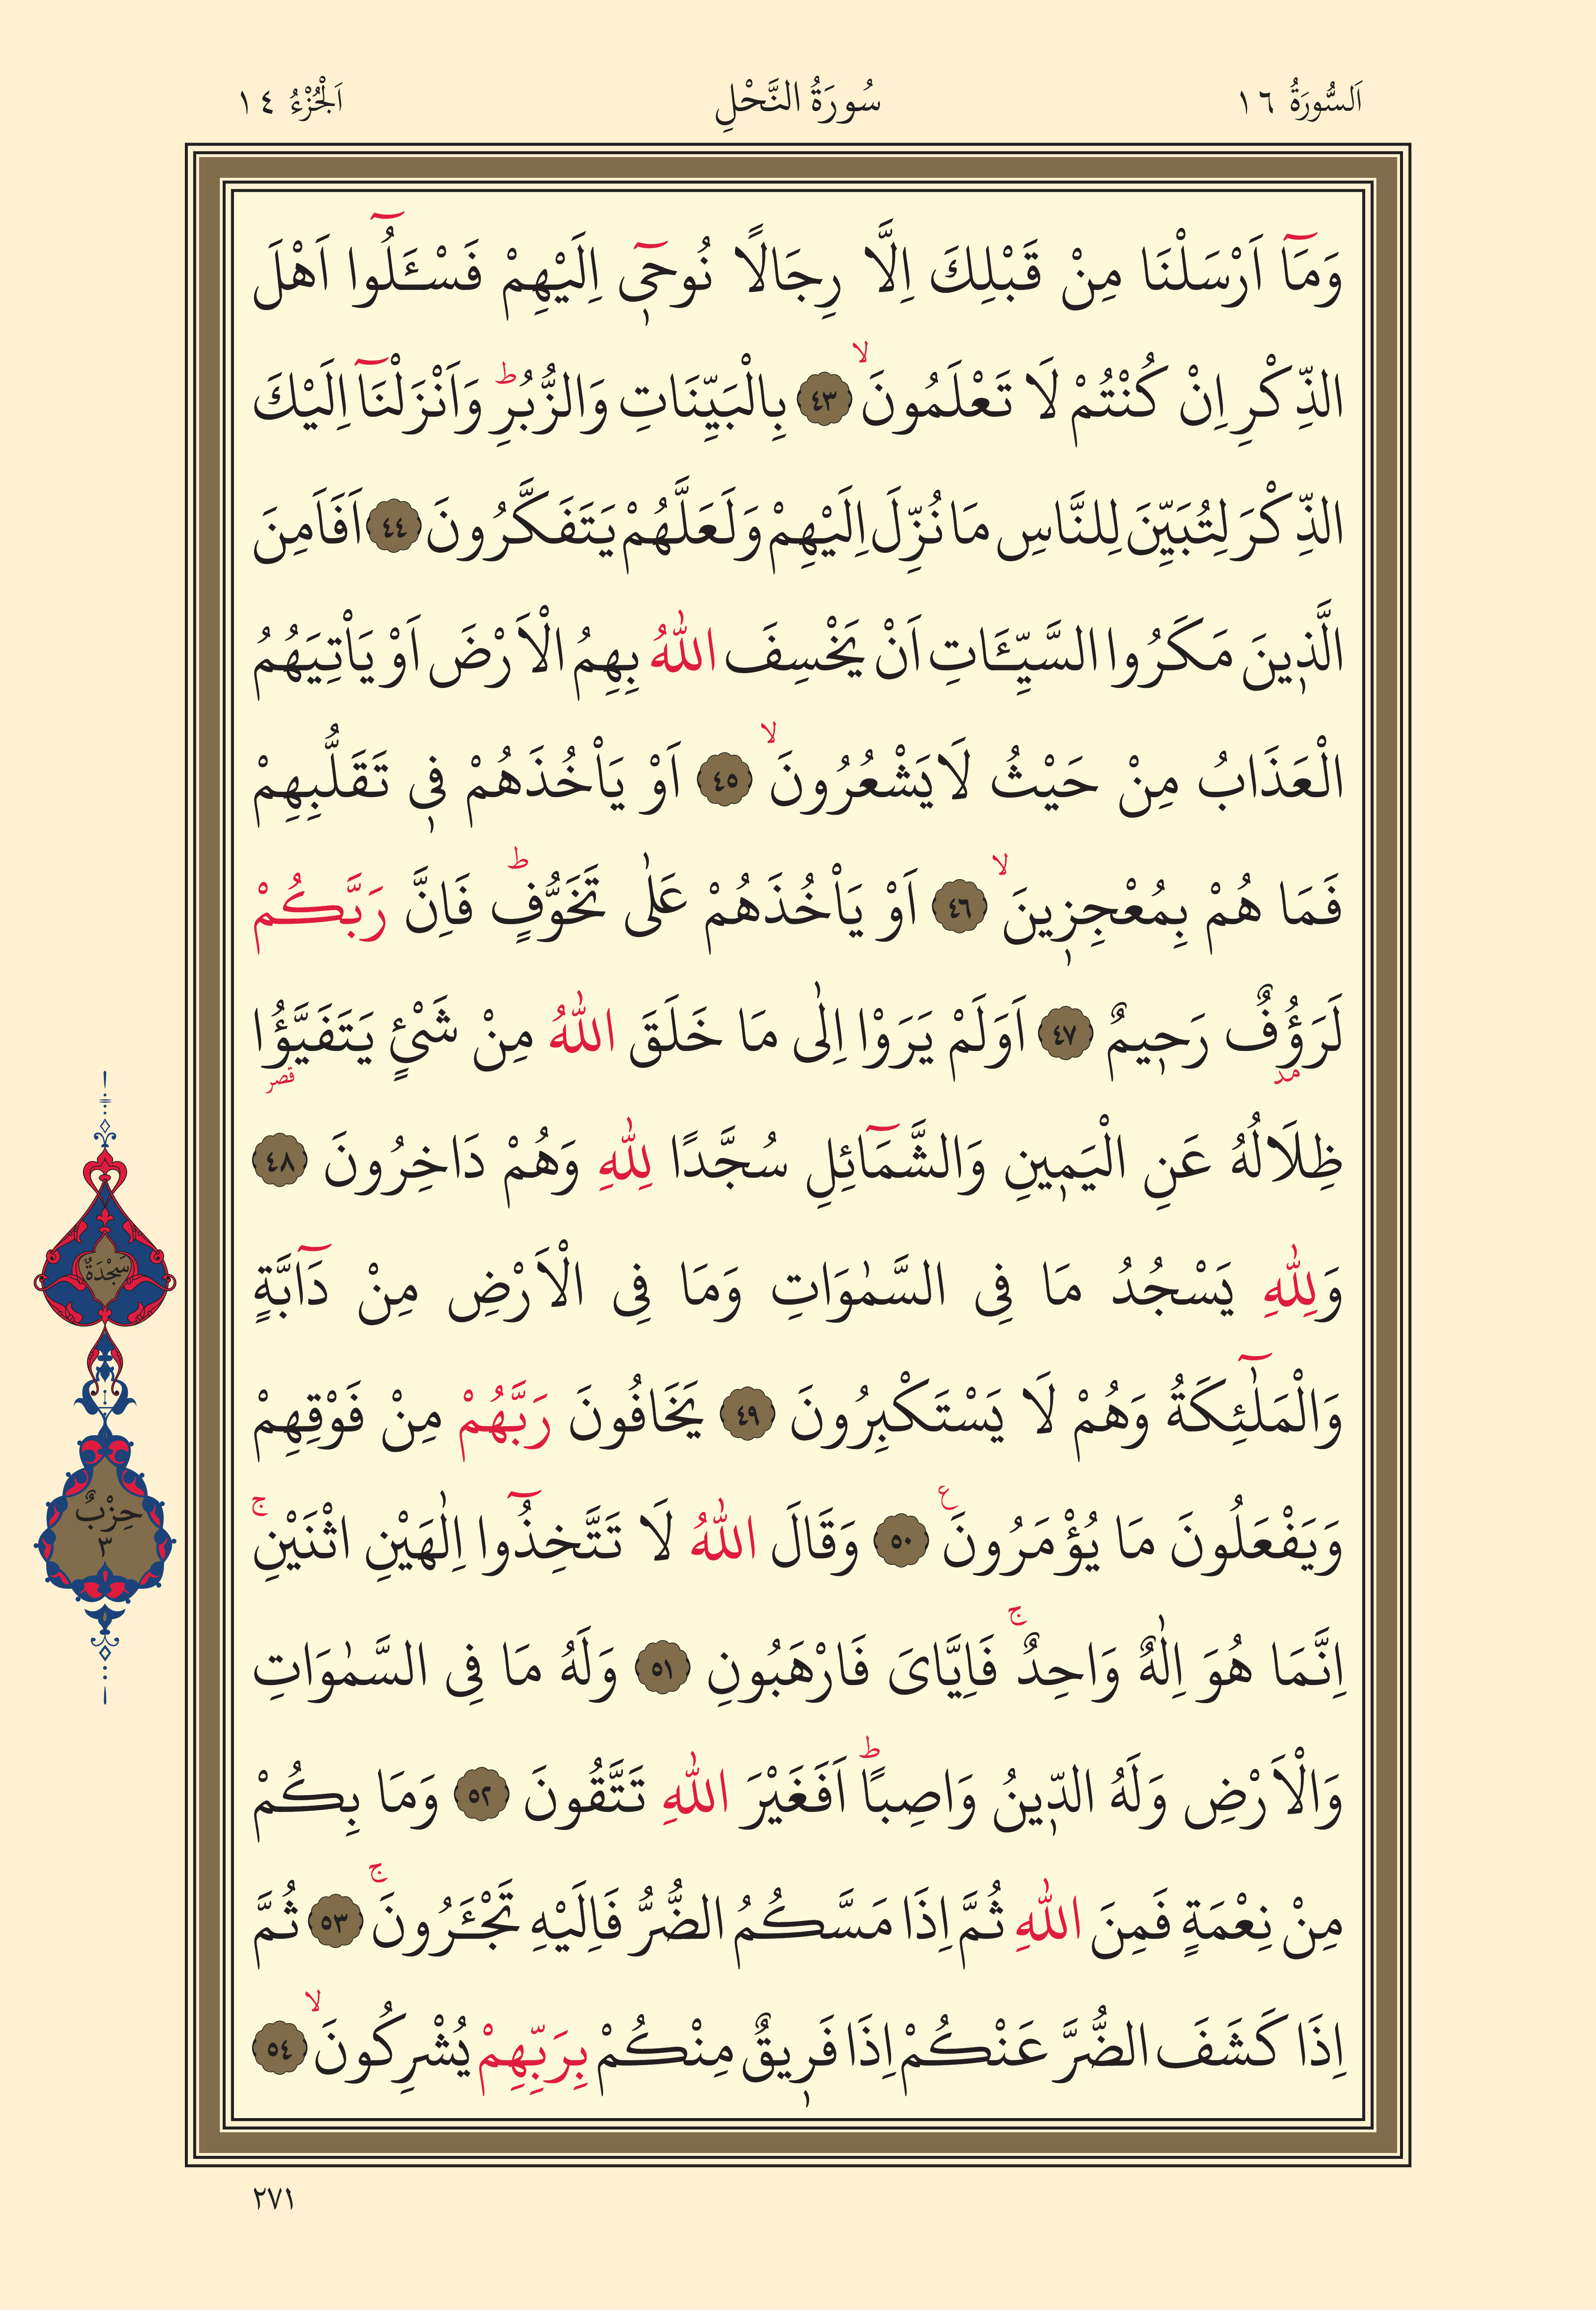 اَلسُّورَةُ ١٦
سُورَةُ النَّحْلِ
اَلْجُزْءُ ١٤
وَمَٓا اَرْسَلْنَا مِنْ قَبْلِكَ اِلَّا رِجَالًا نُوح۪ٓى اِلَيْهِمْ فَسْـَٔلُٓوا اَهْلَ
الذِّكْرِ اِنْ كُنْتُمْ لَا تَعْلَمُونَۙ ٤٣ بِالْبَيِّنَاتِ وَالزُّبُرِۜ وَاَنْزَلْنَٓا اِلَيْكَ
الذِّكْرَ لِتُبَيِّنَ لِلنَّاسِ مَا نُزِّلَ اِلَيْهِمْ وَلَعَلَّهُمْ يَتَفَكَّرُونَ ٤٤ اَفَاَمِنَ
الَّذ۪ينَ مَكَرُوا السَّيِّـَٔاتِ اَنْ يَخْسِفَ اللّٰهُ بِهِمُ الْاَرْضَ اَوْ يَاْتِيَهُمُ
الْعَذَابُ مِنْ حَيْثُ لَا يَشْعُرُونَۙ ٤٥ اَوْ يَاْخُذَهُمْ ف۪ى تَقَلُّبِهِمْ
فَمَا هُمْ بِمُعْجِز۪ينَۙ ٤٦ اَوْ يَاْخُذَهُمْ عَلٰى تَخَوُّفٍۜ فَاِنَّ رَبَّكُمْ
لَرَؤُفٌ رَح۪يمٌ ٤٧ اَوَلَمْ يَرَوْا اِلٰى مَا خَلَقَ اللّٰهُ مِنْ شَيْئٍ يَتَفَيَّؤُا
مد قصر
ظِلَالُهُ عَنِ الْيَم۪ينِ وَالشَّمَٓائِلِ سُجَّدًا لِلّٰهِ وَهُمْ دَاخِرُونَ ٤٨
وَلِلّٰهِ يَسْجُدُ مَا فِى السَّمٰوَاتِ وَمَا فِى الْاَرْضِ مِنْ دَٓابَّةٍ
وَالْمَلٰٓئِكَةُ وَهُمْ لَا يَسْتَكْبِرُونَ ٤٩ يَخَافُونَ رَبَّهُمْ مِنْ فَوْقِهِمْ
وَيَفْعَلُونَ مَا يُؤْمَرُونَ ع ٥٠ وَقَالَ اللّٰهُ لَا تَتَّخِذُٓوا اِلٰهَيْنِ اثْنَيْنِۚ
اِنَّمَا هُوَ اِلٰهٌ وَاحِدٌۚ فَاِيَّاىَ فَارْهَبُونِ ٥١ وَلَهُ مَا فِى السَّمٰوَاتِ
وَالْاَرْضِ وَلَهُ الدّ۪ينُ وَاصِبًاۜ اَفَغَيْرَ اللّٰهِ تَتَّقُونَ ٥٢ وَمَا بِكُمْ
مِنْ نِعْمَةٍ فَمِنَ اللّٰهِ ثُمَّ اِذَا مَسَّكُمُ الضُّرُّ فَاِلَيْهِ تَجْـَٔرُونَۚ ٥٣ ثُمَّ
اِذَا كَشَفَ الضُّرَّ عَنْكُمْ اِذَا فَر۪يقٌ مِنْكُمْ بِرَبِّهِمْ يُشْرِكُونَۙ ٥٤
سَجْدَةٌ
حِزْبٌ
٣
٢٧١